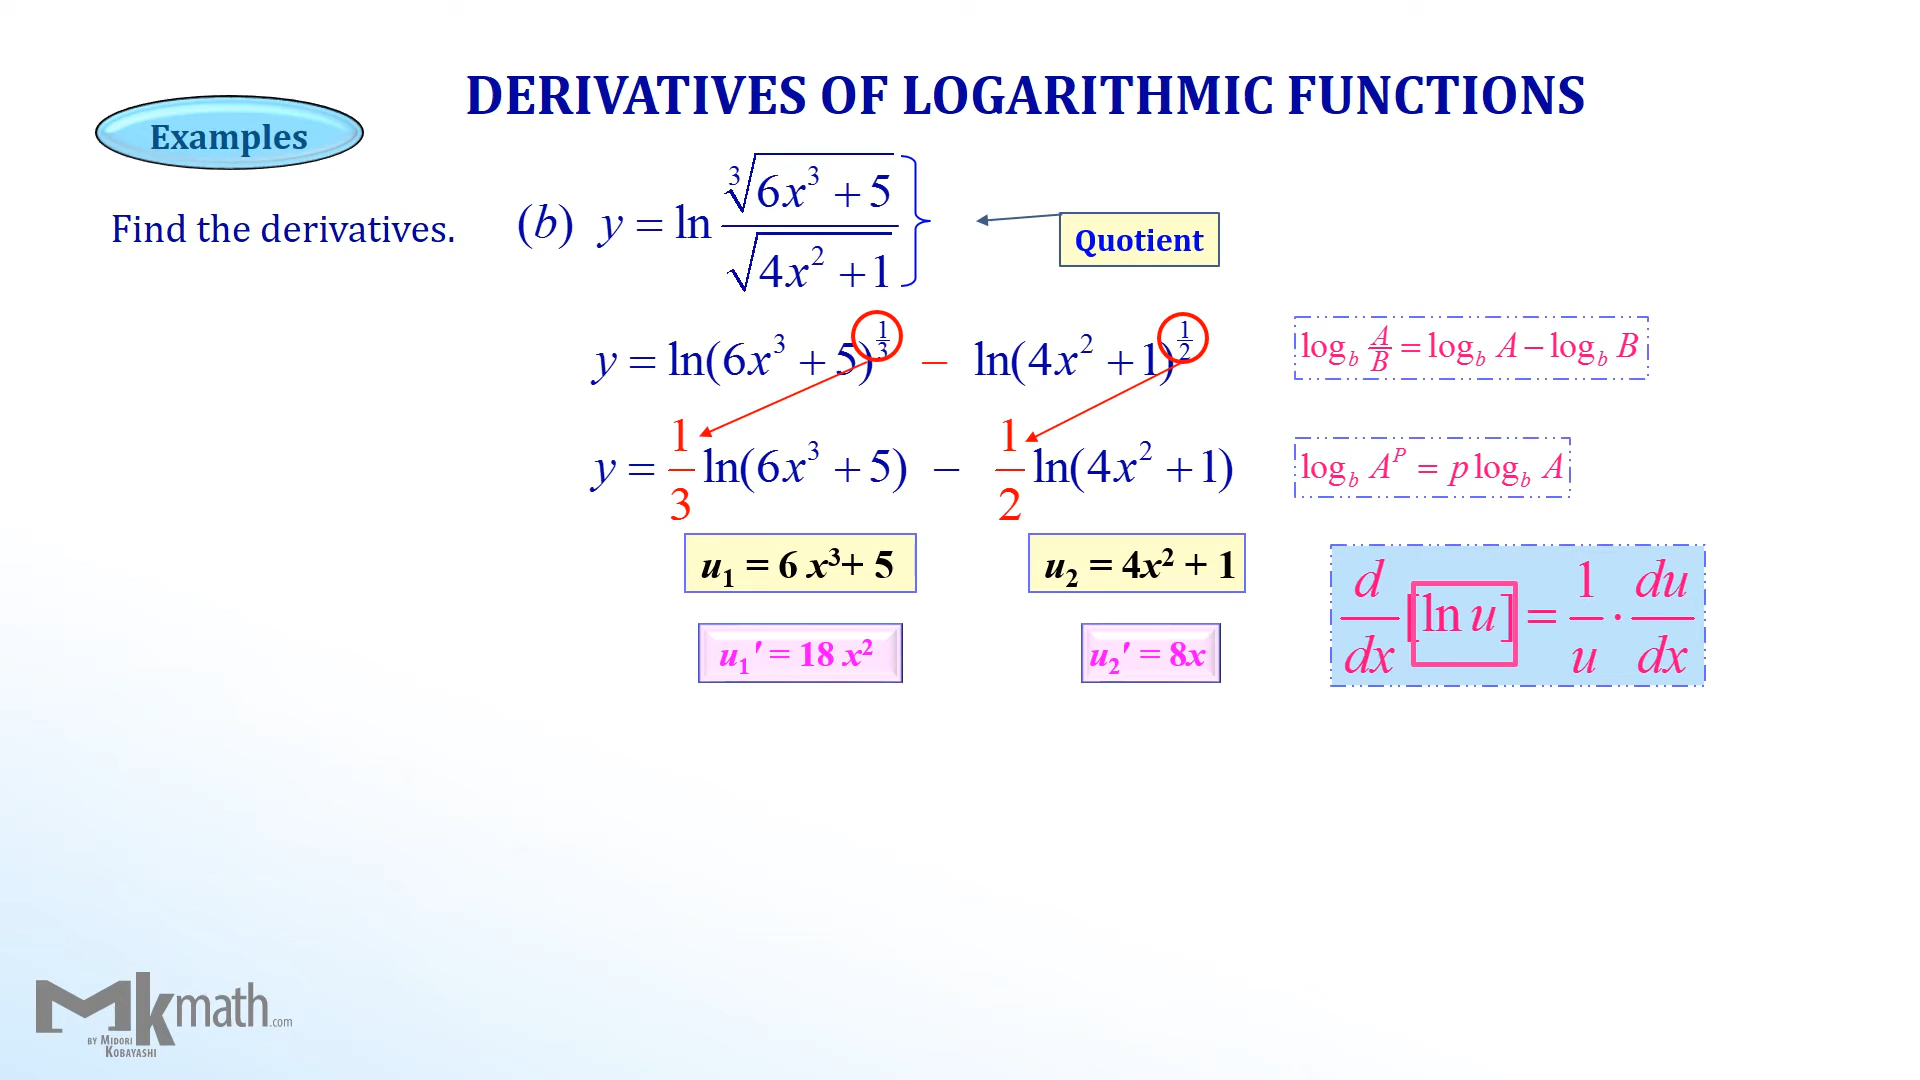 DERIVATIVES OF LOGARITHMIC FUNCTIONS
Examples
Find the derivatives.
(b) y = ln ∛(6x³ + 5) / √(4x² + 1)
Quotient
y = ln(6x³ + 5)^(1/3) − ln(4x² + 1)^(1/2)
log_b A/B = log_b A − log_b B
y = 1/3 ln(6x³ + 5) − 1/2 ln(4x² + 1)
log_b A^P = p log_b A
u₁ = 6 x³+ 5
u₂ = 4x² + 1
d/dx [ln u] = 1/u · du/dx
u₁′ = 18 x²
u₂′ = 8x
Mkmath.com
BY MIDORI
KOBAYASHI